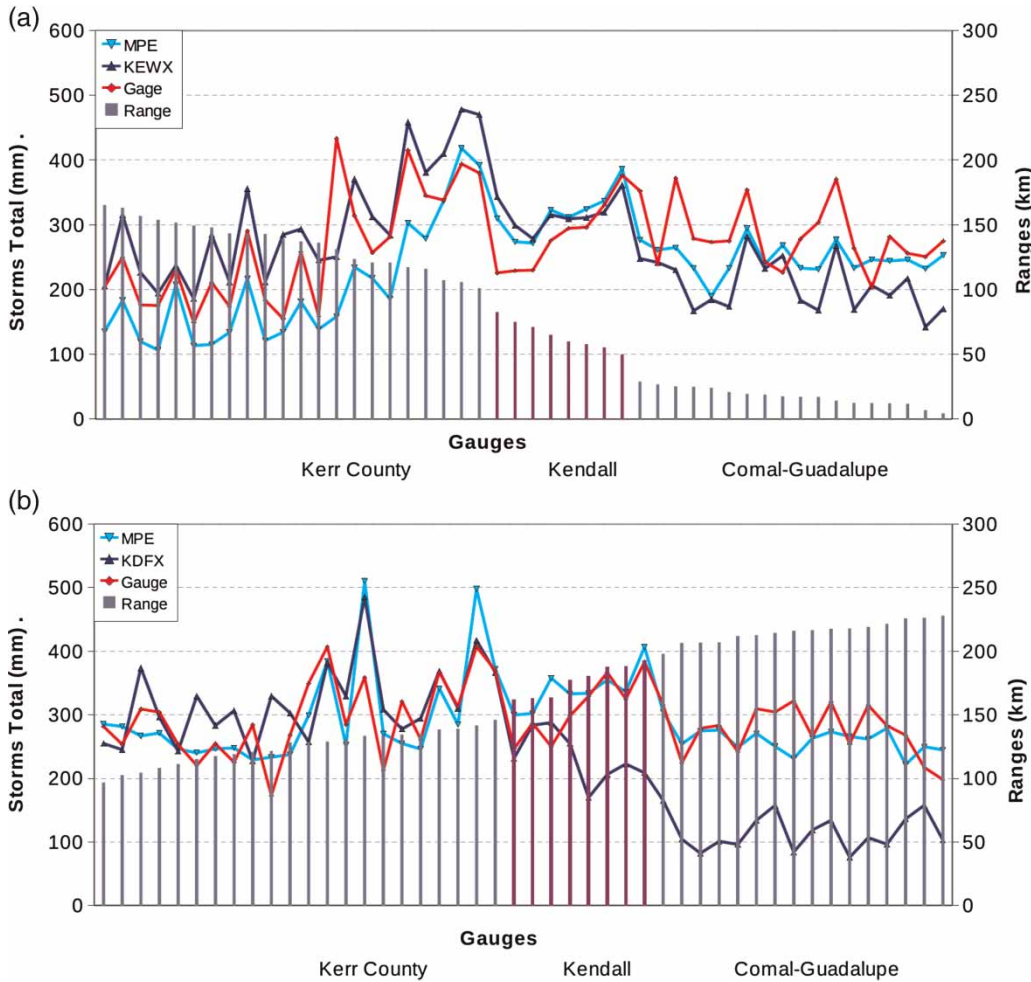 (a)
600
500
400
300
200
100
0
Storms Total (mm) .
MPE
KEWX
Gage
Range
300
250
200
150
100
50
0
Ranges (km)
Gauges
Kerr County Kendall Comal-Guadalupe
(b)
600
500
400
300
200
100
0
Storms Total (mm) .
MPE
KDFX
Gauge
Range
300
250
200
150
100
50
0
Ranges (km)
Gauges
Kerr County Kendall Comal-Guadalupe